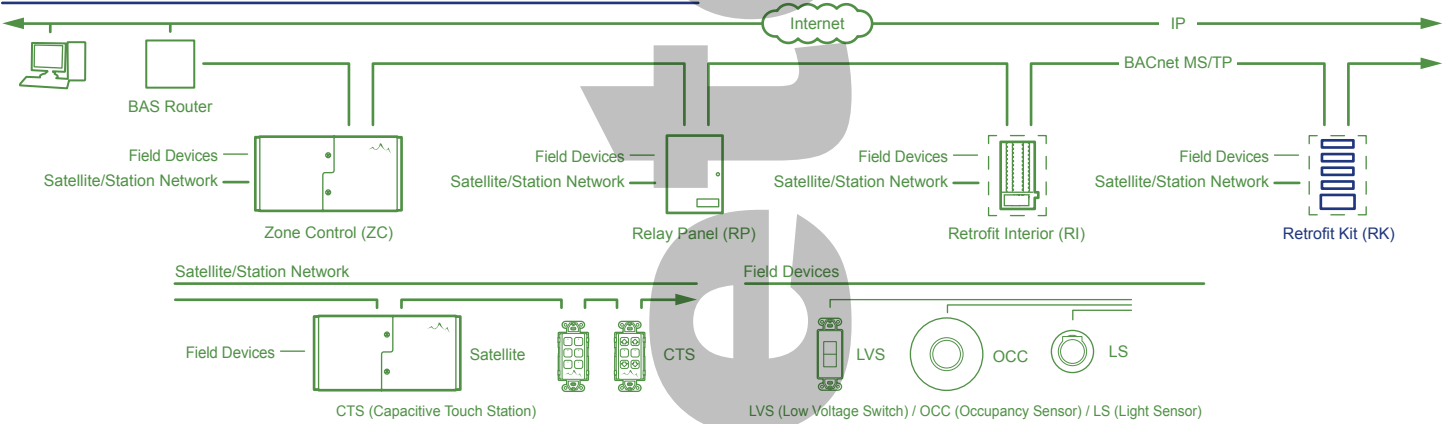 Internet
IP
BACnet MS/TP
BAS Router
Field Devices
Satellite/Station Network
Zone Control (ZC)
Field Devices
Satellite/Station Network
Relay Panel (RP)
Field Devices
Satellite/Station Network
Retrofit Interior (RI)
Field Devices
Satellite/Station Network
Retrofit Kit (RK)
Satellite/Station Network
Field Devices
Satellite
CTS
CTS (Capacitive Touch Station)
Field Devices
LVS
OCC
LS
LVS (Low Voltage Switch) / OCC (Occupancy Sensor) / LS (Light Sensor)